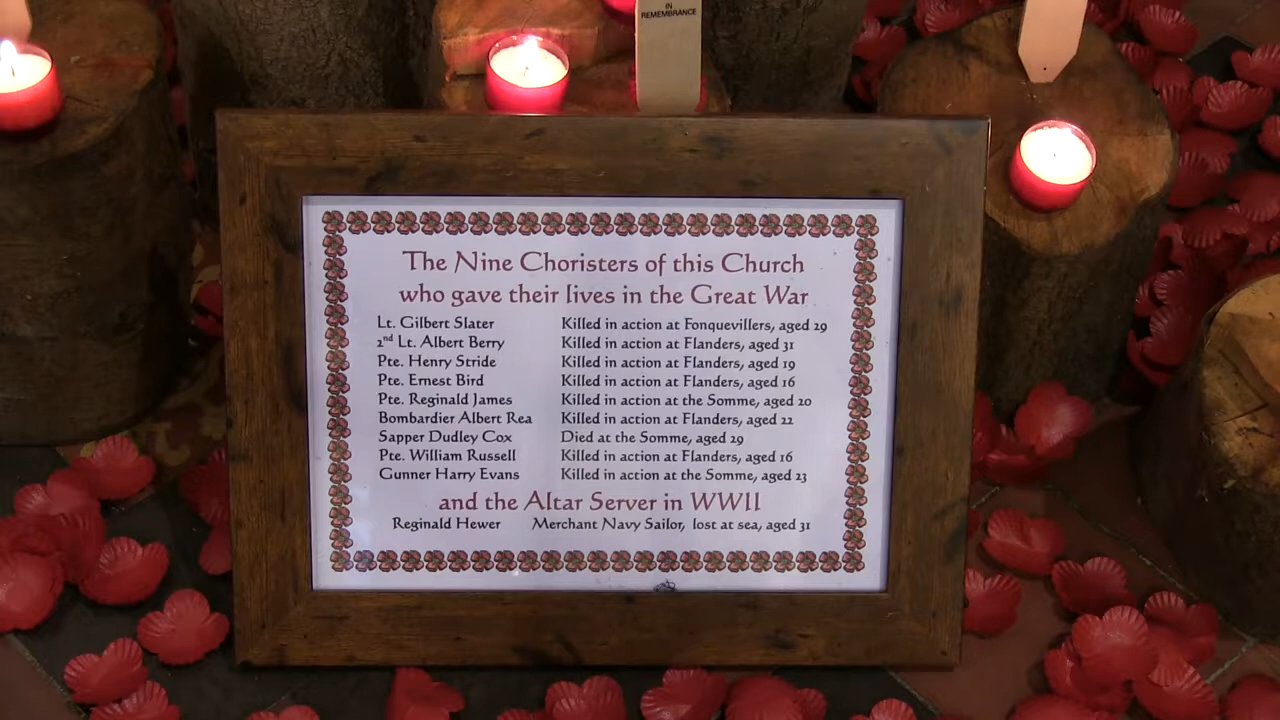 IN
REMEMBRANCE
The Nine Choristers of this Church
who gave their lives in the Great War
Lt. Gilbert Slater Killed in action at Fonquevillers, aged 29
2nd Lt. Albert Berry Killed in action at Flanders, aged 31
Pte. Henry Stride Killed in action at Flanders, aged 19
Pte. Ernest Bird Killed in action at Flanders, aged 16
Pte. Reginald James Killed in action at the Somme, aged 20
Bombardier Albert Rea Killed in action at Flanders, aged 22
Sapper Dudley Cox Died at the Somme, aged 29
Pte. William Russell Killed in action at Flanders, aged 16
Gunner Harry Evans Killed in action at the Somme, aged 23
and the Altar Server in WWII
Reginald Hewer Merchant Navy Sailor, lost at sea, aged 31